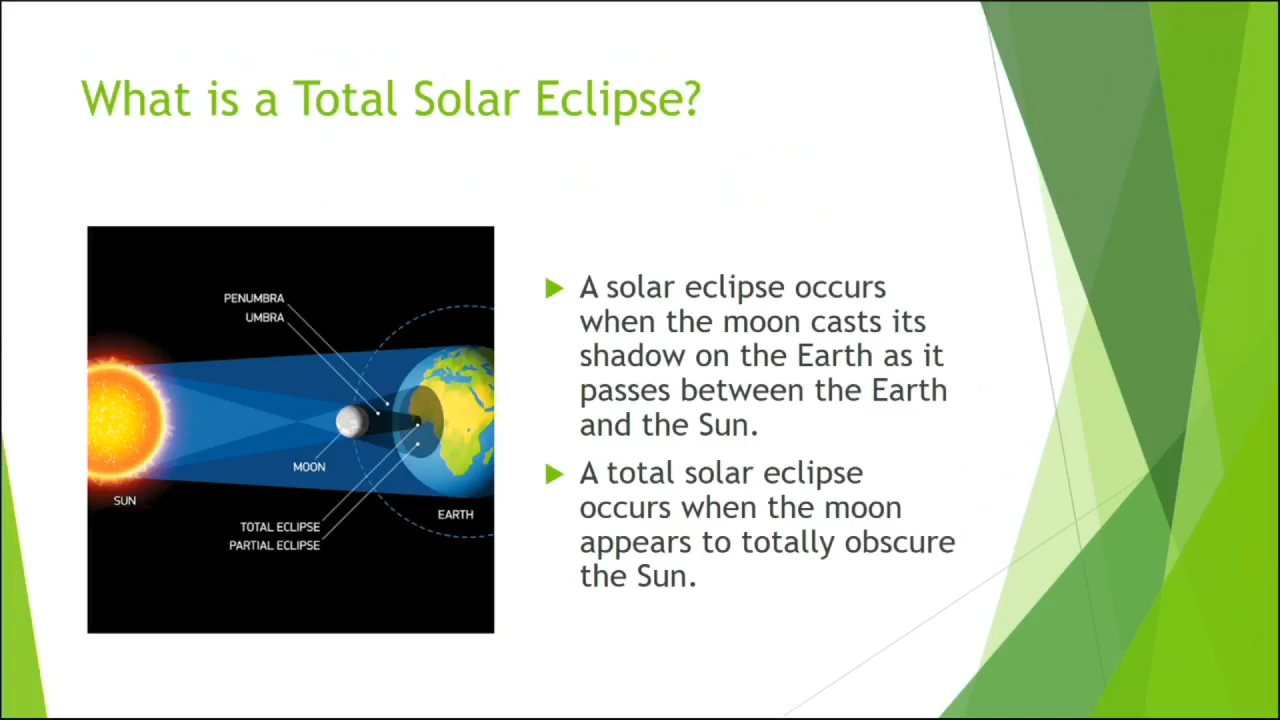 What is a Total Solar Eclipse?
PENUMBRA
UMBRA
MOON
SUN
EARTH
TOTAL ECLIPSE
PARTIAL ECLIPSE
A solar eclipse occurs
when the moon casts its
shadow on the Earth as it
passes between the Earth
and the Sun.
A total solar eclipse
occurs when the moon
appears to totally obscure
the Sun.